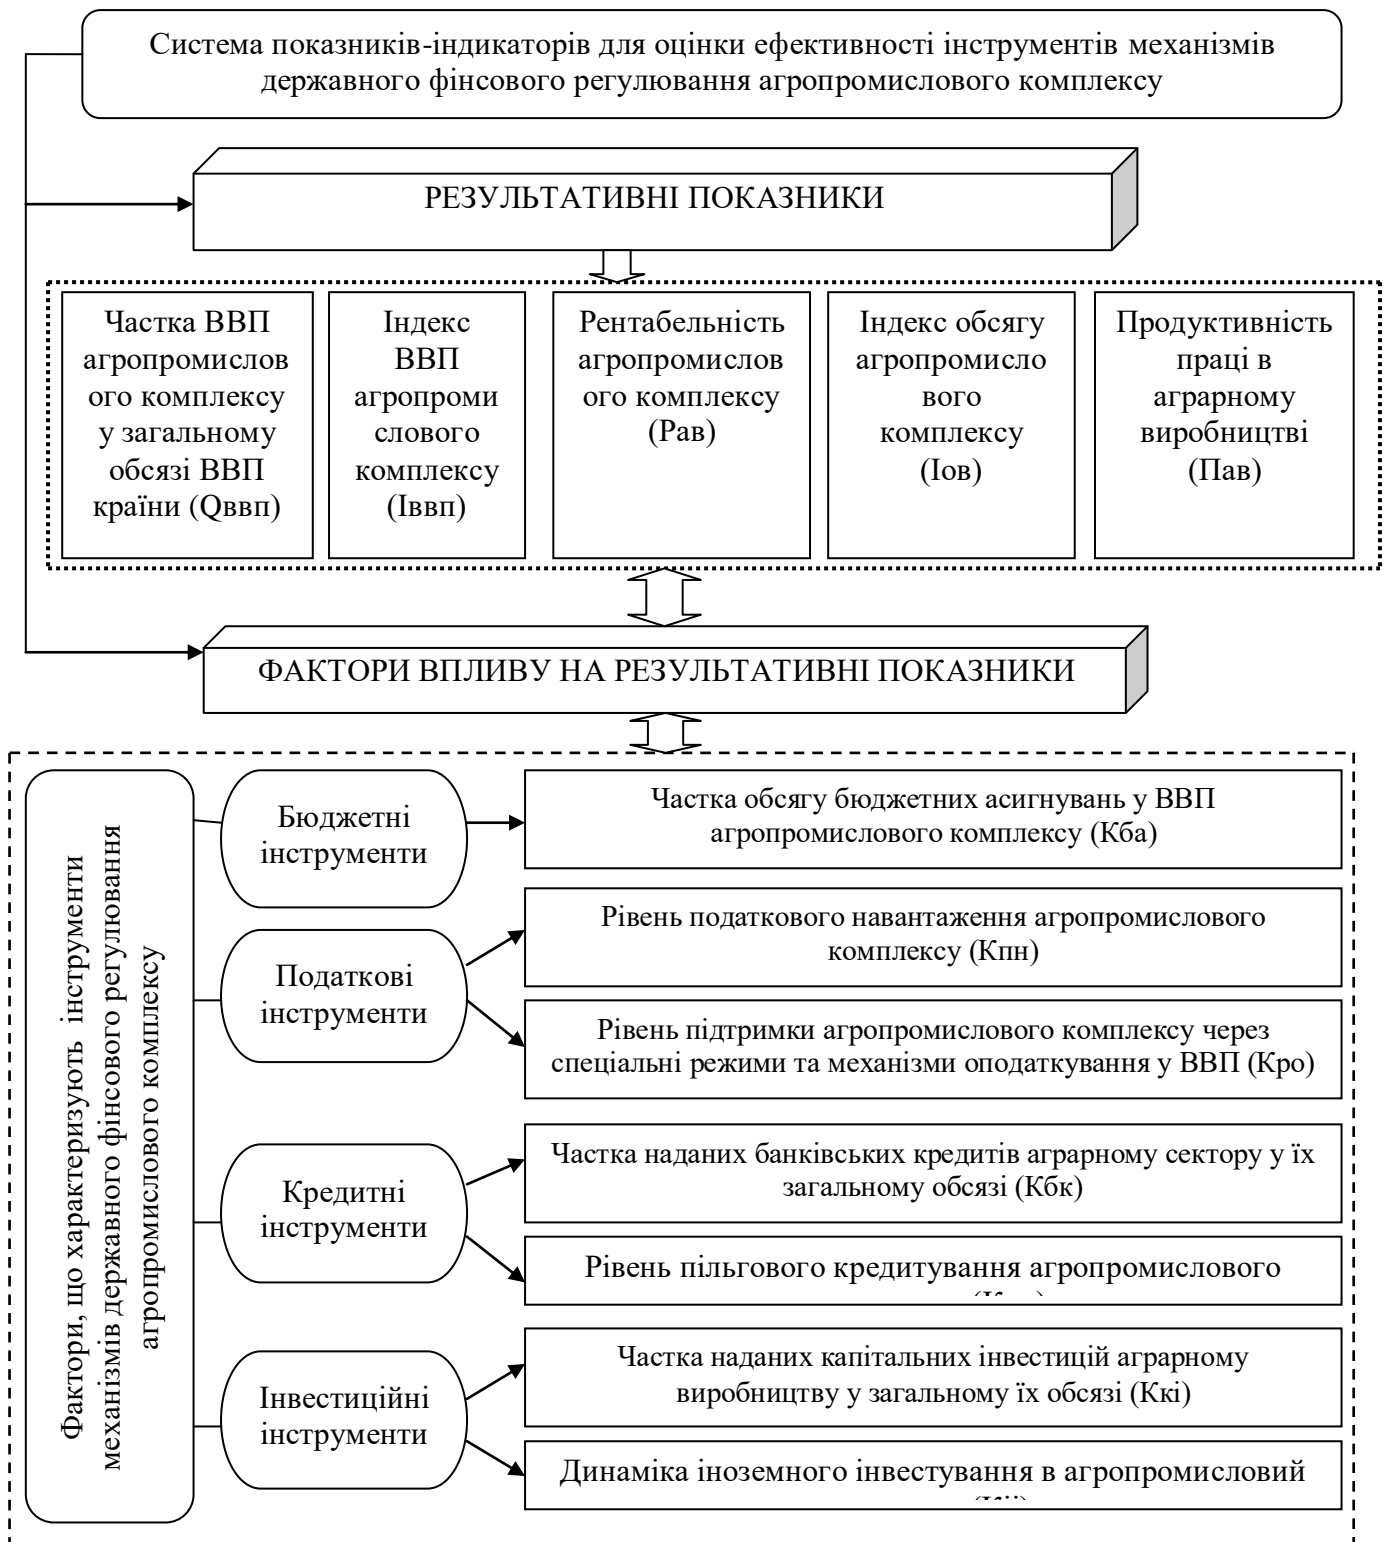 Система показників-індикаторів для оцінки ефективності інструментів механізмів
державного фінсового регулювання агропромислового комплексу
РЕЗУЛЬТАТИВНІ ПОКАЗНИКИ
Частка ВВП
агропромислов
ого комплексу
у загальному
обсязі ВВП
країни (Qввп)
Індекс
ВВП
агропроми
слового
комплексу
(Іввп)
Рентабельність
агропромислов
ого комплексу
(Рав)
Індекс обсягу
агропромисло
вого
комплексу
(Іов)
Продуктивність
праці в
аграрному
виробництві
(Пав)
ФАКТОРИ ВПЛИВУ НА РЕЗУЛЬТАТИВНІ ПОКАЗНИКИ
Фактори, що характеризують інструменти
механізмів державного фінсового регулювання
агропромислового комплексу
Бюджетні
інструменти
Частка обсягу бюджетних асигнувань у ВВП
агропромислового комплексу (Кба)
Податкові
інструменти
Рівень податкового навантаження агропромислового
комплексу (Кпн)
Рівень підтримки агропромислового комплексу через
спеціальні режими та механізми оподаткування у ВВП (Кро)
Кредитні
інструменти
Частка наданих банківських кредитів аграрному сектору у їх
загальному обсязі (Кбк)
Рівень пільгового кредитування агропромислового
Інвестиційні
інструменти
Частка наданих капітальних інвестицій аграрному
виробництву у загальному їх обсязі (Ккі)
Динаміка іноземного інвестування в агропромисловий